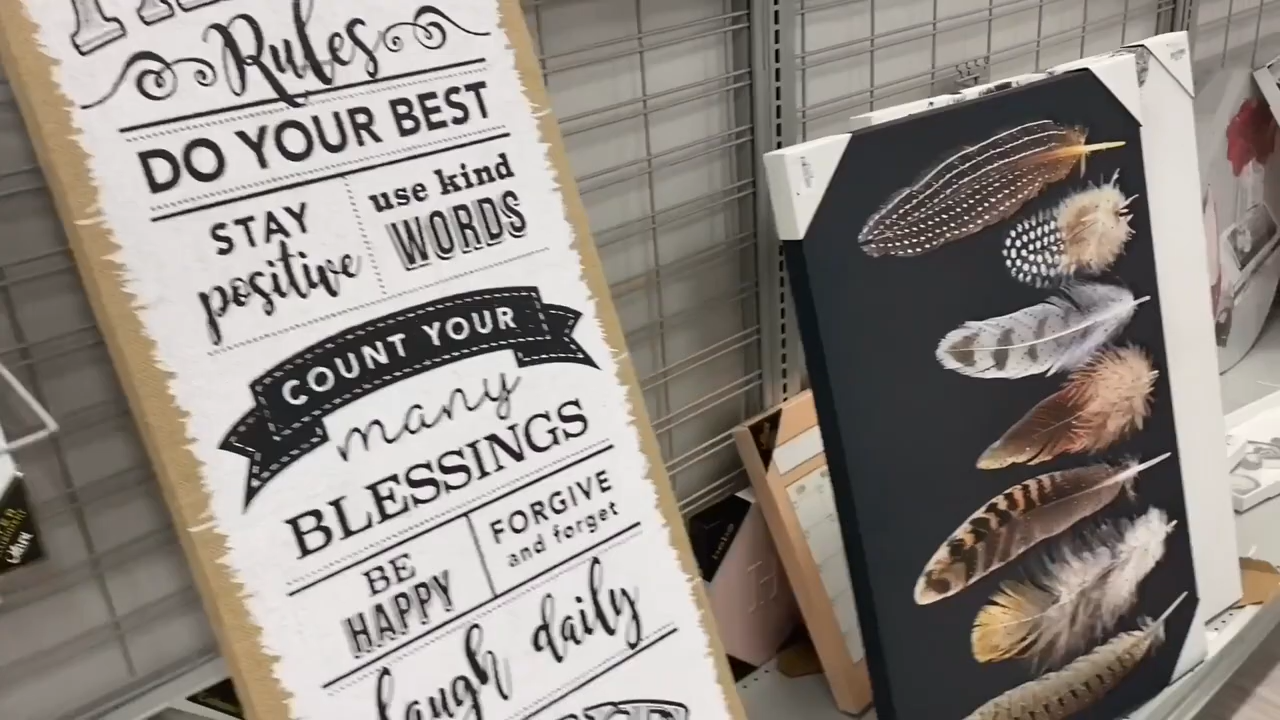 Rules
DO YOUR BEST
STAY
positive
use kind
WORDS
COUNT YOUR
many
BLESSINGS
BE
HAPPY
FORGIVE
and forget
laugh daily